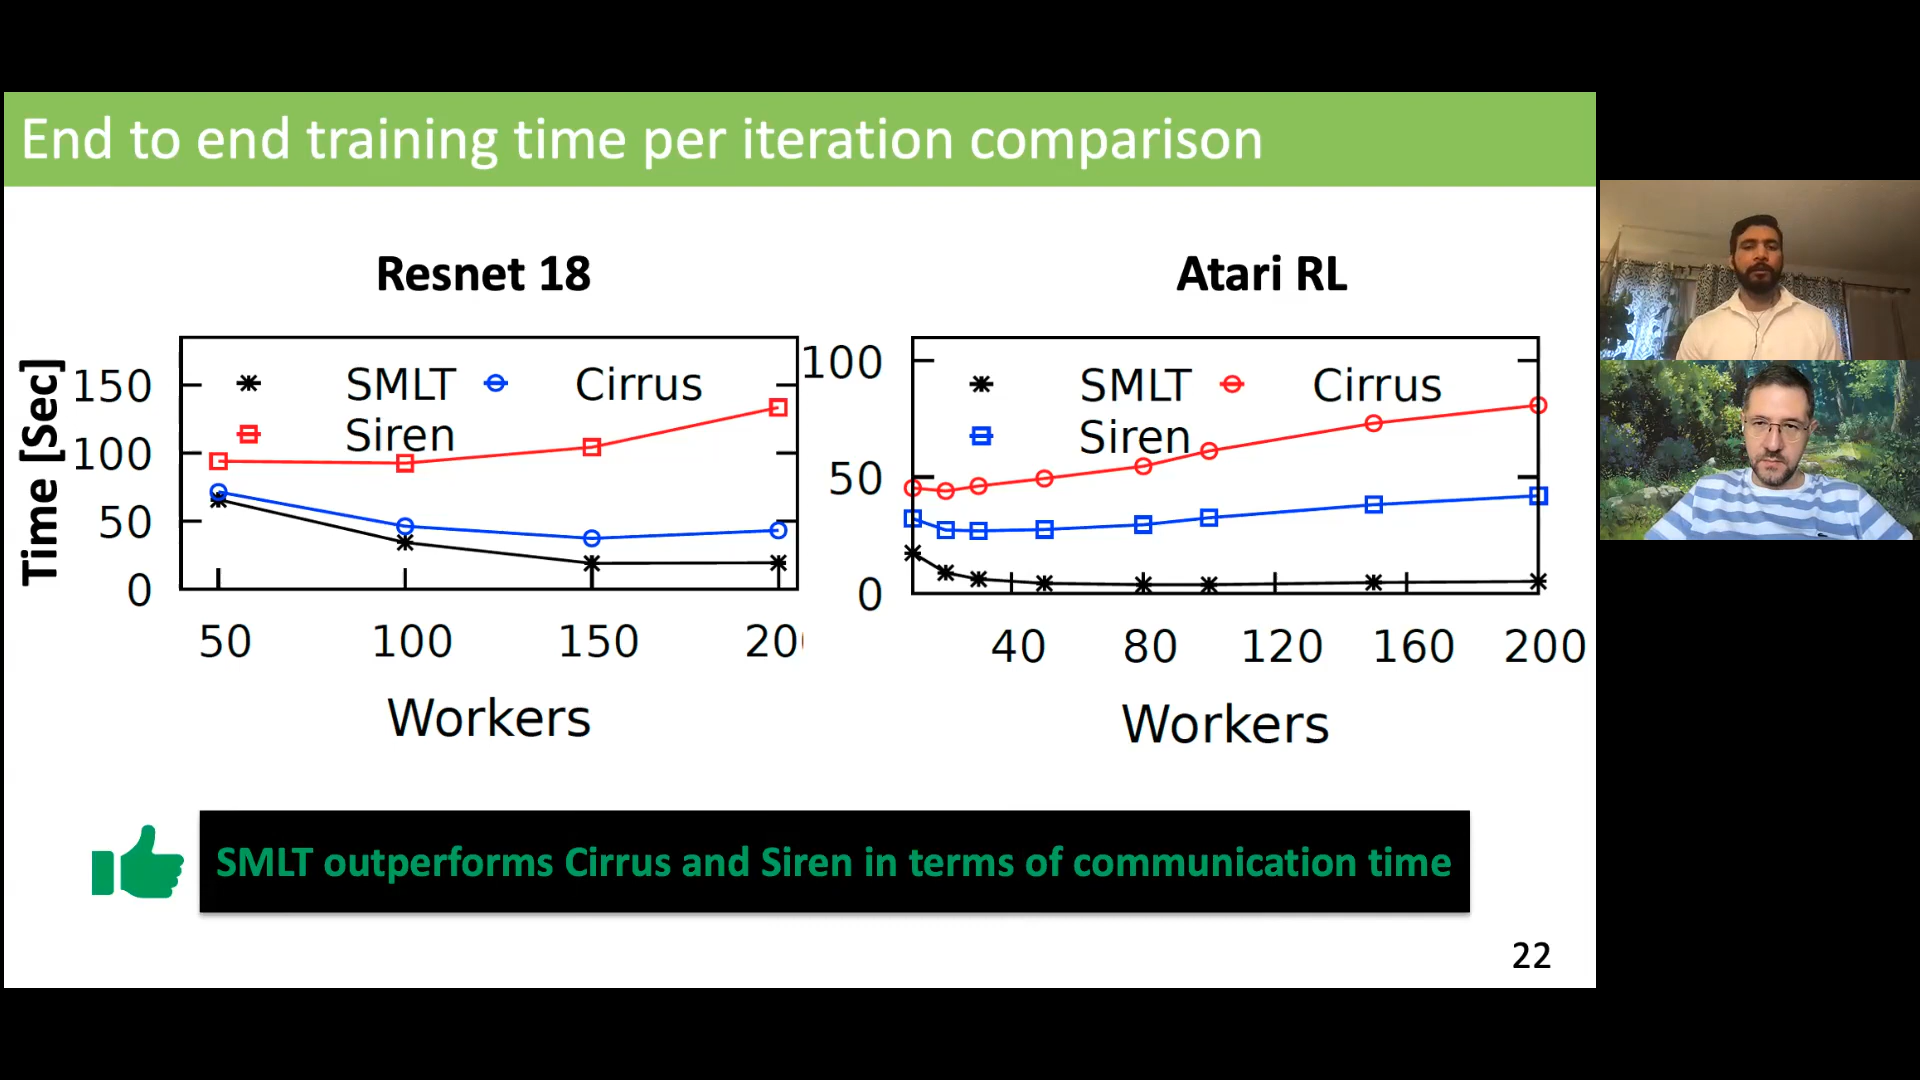 End to end training time per iteration comparison
Resnet 18
Atari RL
Time [Sec]
150
100
50
0
SMLT
Cirrus
Siren
50
100
150
20
Workers
100
50
0
SMLT
Cirrus
Siren
40
80
120
160
200
Workers
SMLT outperforms Cirrus and Siren in terms of communication time
22